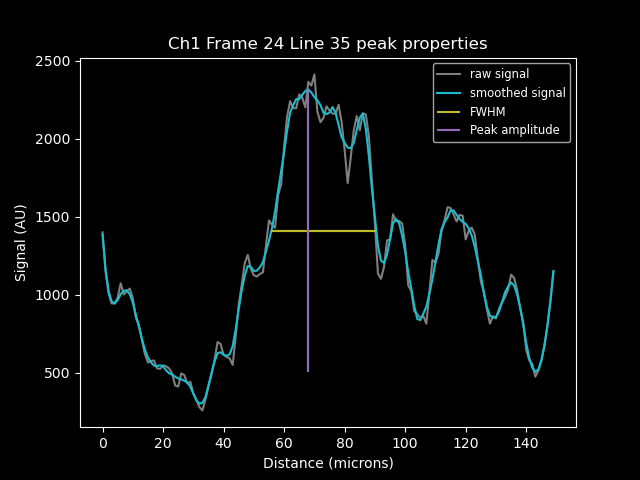 Ch1 Frame 24 Line 35 peak properties
raw signal
smoothed signal
FWHM
Peak amplitude
Signal (AU)
2500
2000
1500
1000
500
0 20 40 60 80 100 120 140
Distance (microns)